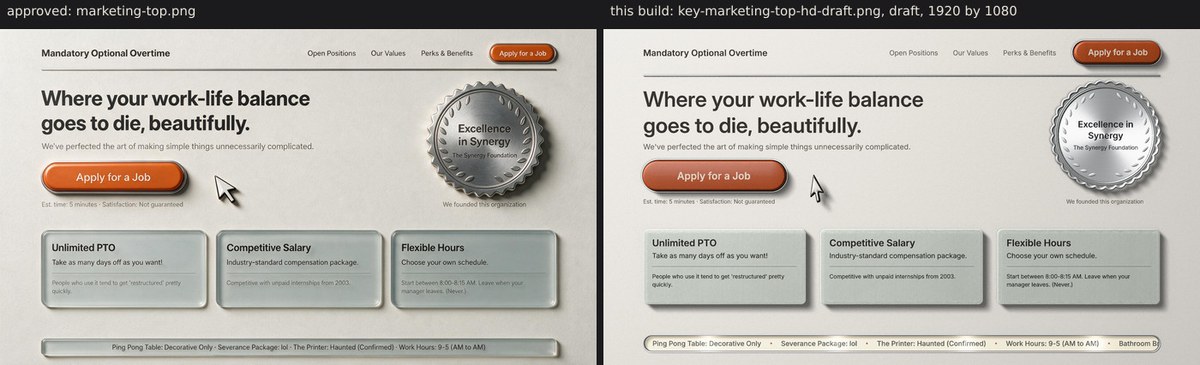 approved: marketing-top.png
Mandatory Optional Overtime
Open Positions Our Values Perks & Benefits Apply for a Job
Where your work-life balance
goes to die, beautifully.
We've perfected the art of making simple things unnecessarily complicated.
Apply for a Job
Est. time: 5 minutes · Satisfaction: Not guaranteed
Excellence
in Synergy
The Synergy Foundation
We founded this organization
Unlimited PTO
Take as many days off as you want!
People who use it tend to get 'restructured' pretty
quickly.
Competitive Salary
Industry-standard compensation package.
Competitive with unpaid internships from 2003.
Flexible Hours
Choose your own schedule.
Start between 8:00-8:15 AM. Leave when your
manager leaves. (Never.)
Ping Pong Table: Decorative Only · Severance Package: lol · The Printer: Haunted (Confirmed) · Work Hours: 9-5 (AM to AM)
this build: key-marketing-top-hd-draft.png, draft, 1920 by 1080
Mandatory Optional Overtime
Open Positions Our Values Perks & Benefits Apply for a Job
Where your work-life balance
goes to die, beautifully.
We've perfected the art of making simple things unnecessarily complicated.
Apply for a Job
Est. time: 5 minutes · Satisfaction: Not guaranteed
Excellence in
Synergy
The Synergy Foundation
We founded this organization
Unlimited PTO
Take as many days off as you want!
People who use it tend to get 'restructured' pretty
quickly.
Competitive Salary
Industry-standard compensation package.
Competitive with unpaid internships from 2003.
Flexible Hours
Choose your own schedule.
Start between 8:00-8:15 AM. Leave when your
manager leaves. (Never.)
Ping Pong Table: Decorative Only • Severance Package: lol • The Printer: Haunted (Confirmed) • Work Hours: 9-5 (AM to AM) • Bathroom